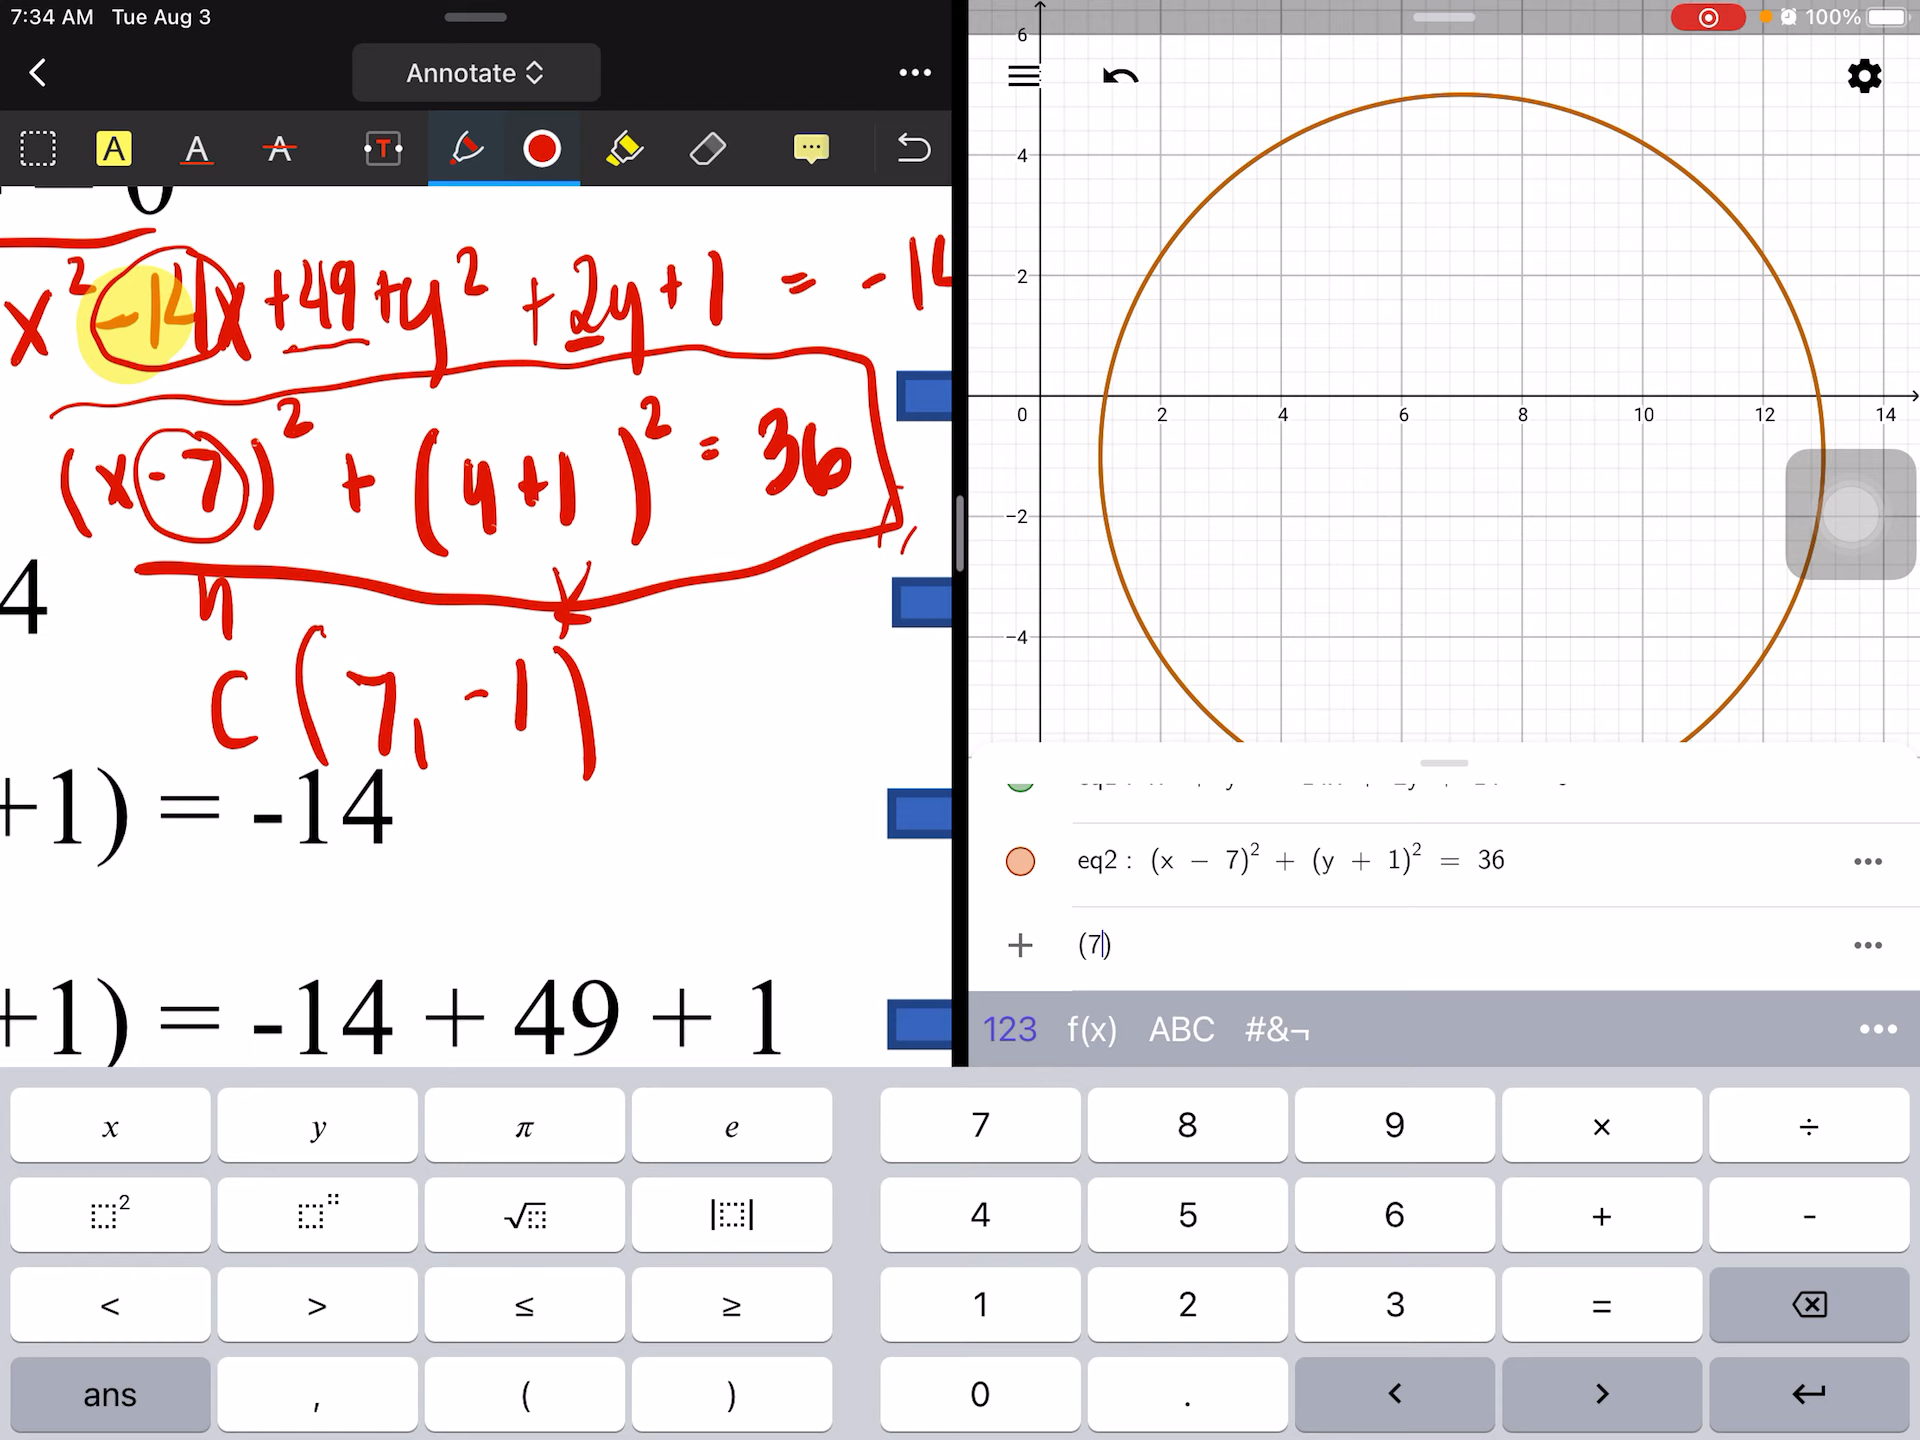 7:34 AM Tue Aug 3
100%
Annotate
A A A T
0
x² -14x +49 +y² +2y +1 = -14
(x -7)² + (y +1)² = 36
4
h k
C (7, -1)
+1) = -14
+1) = -14 + 49 + 1
6
4
2
0 2 4 6 8 10 12 14
−2
−4
eq2 : (x − 7)² + (y + 1)² = 36
+ (7)
123 f(x) ABC #&¬
x y π e 7 8 9 × ÷
² √ | | 4 5 6 + -
< > ≤ ≥ 1 2 3 =
ans , ( ) 0 . < >